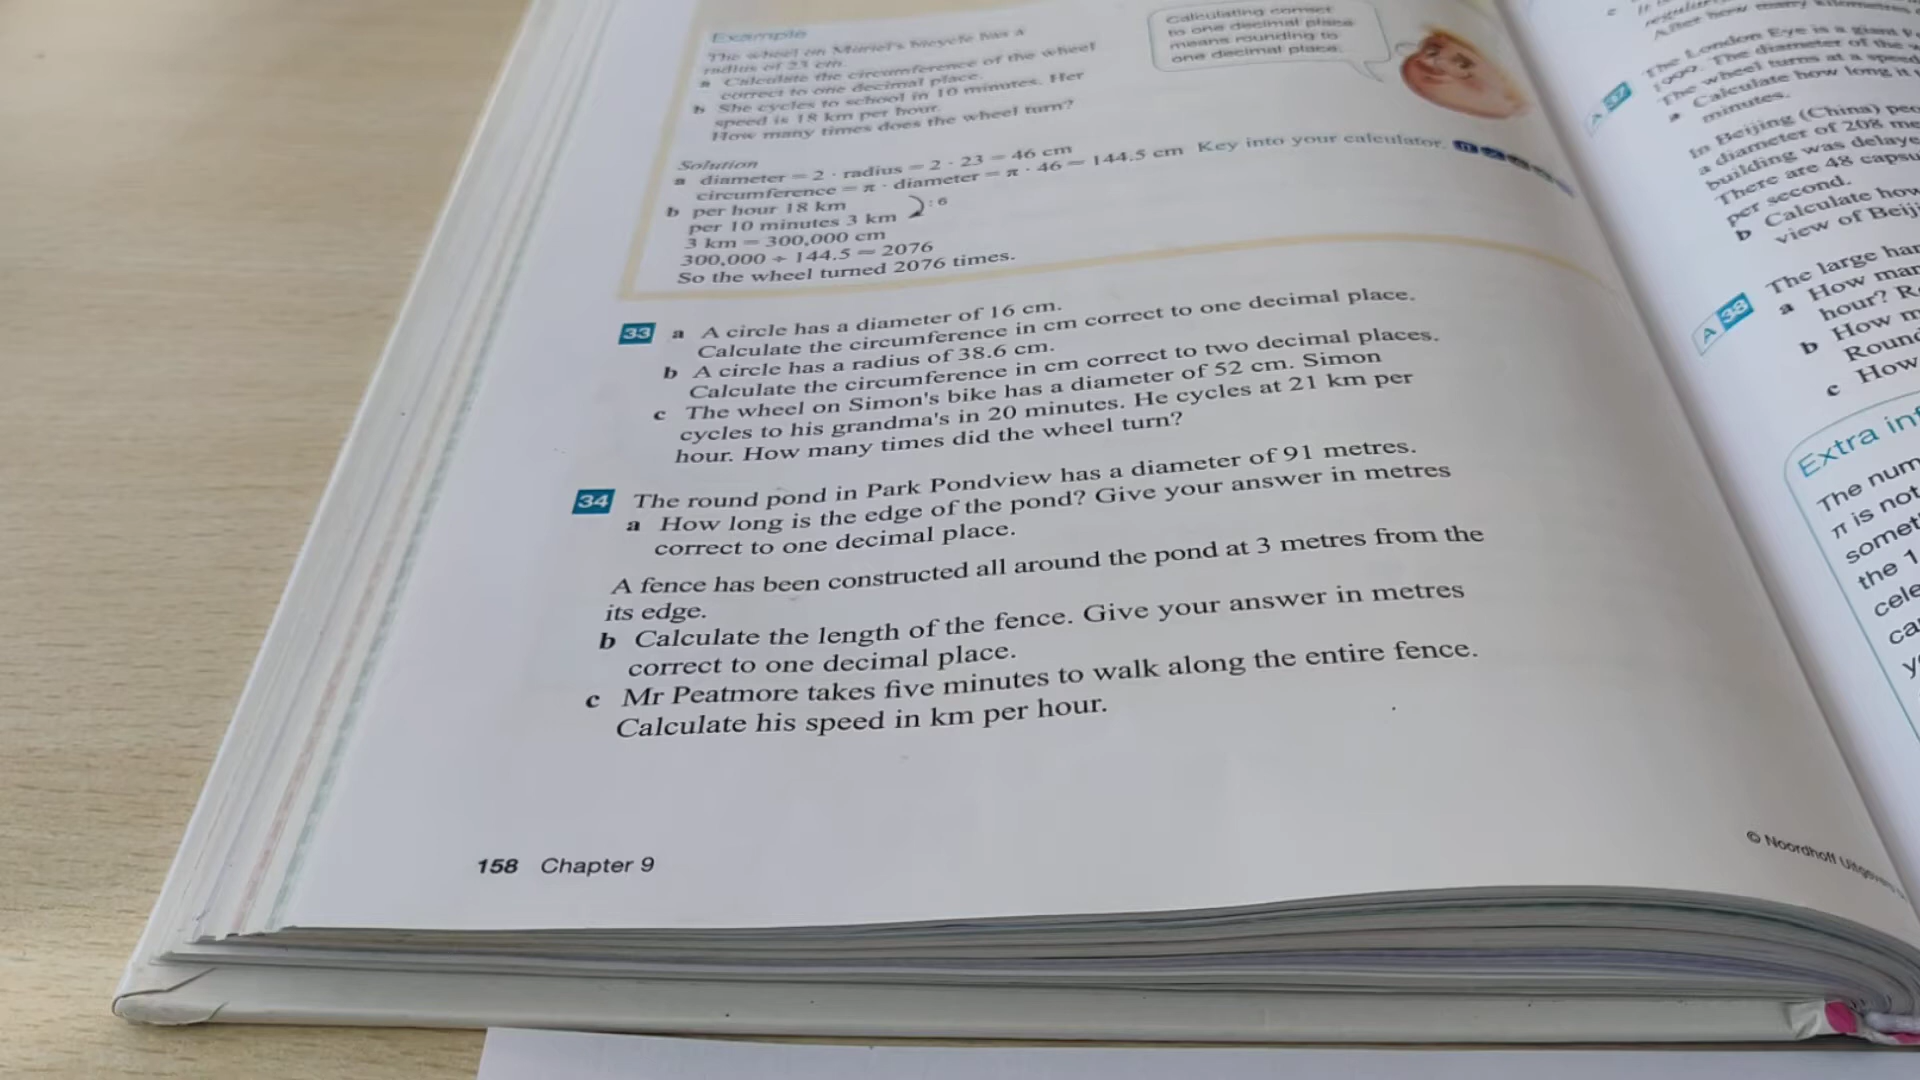 Example
The wheel on Muriel's bicycle has a
radius of 23 cm.
a Calculate the circumference of the wheel
correct to one decimal place.
b She cycles to school in 10 minutes. Her
speed is 18 km per hour.
How many times does the wheel turn?
Calculating correct
to one decimal place
means rounding to
one decimal place.
Solution
a diameter = 2 · radius = 2 · 23 = 46 cm
circumference = π · diameter = π · 46 = 144.5 cm Key into your calculator.
b per hour 18 km
per 10 minutes 3 km
: 6
3 km = 300,000 cm
300,000 ÷ 144.5 = 2076
So the wheel turned 2076 times.
33 a A circle has a diameter of 16 cm.
Calculate the circumference in cm correct to one decimal place.
b A circle has a radius of 38.6 cm.
Calculate the circumference in cm correct to two decimal places.
c The wheel on Simon's bike has a diameter of 52 cm. Simon
cycles to his grandma's in 20 minutes. He cycles at 21 km per
hour. How many times did the wheel turn?
34 The round pond in Park Pondview has a diameter of 91 metres.
a How long is the edge of the pond? Give your answer in metres
correct to one decimal place.
A fence has been constructed all around the pond at 3 metres from the
its edge.
b Calculate the length of the fence. Give your answer in metres
correct to one decimal place.
c Mr Peatmore takes five minutes to walk along the entire fence.
Calculate his speed in km per hour.
158 Chapter 9
A 37 The London Eye is a giant
1999. The diameter of the
The wheel turns at a speed
a Calculate how long it
minutes.
In Beijing (China)
a diameter of 208
building was delaye
There are 48 capsu
per second.
b Calculate how
view of Beiji
A 38 The large har
a How man
hour? R
b How m
Round
c How
Extra inf
The num
π is not
somet
the 1
cele
ca
y
© Noordhoff Uitgevers